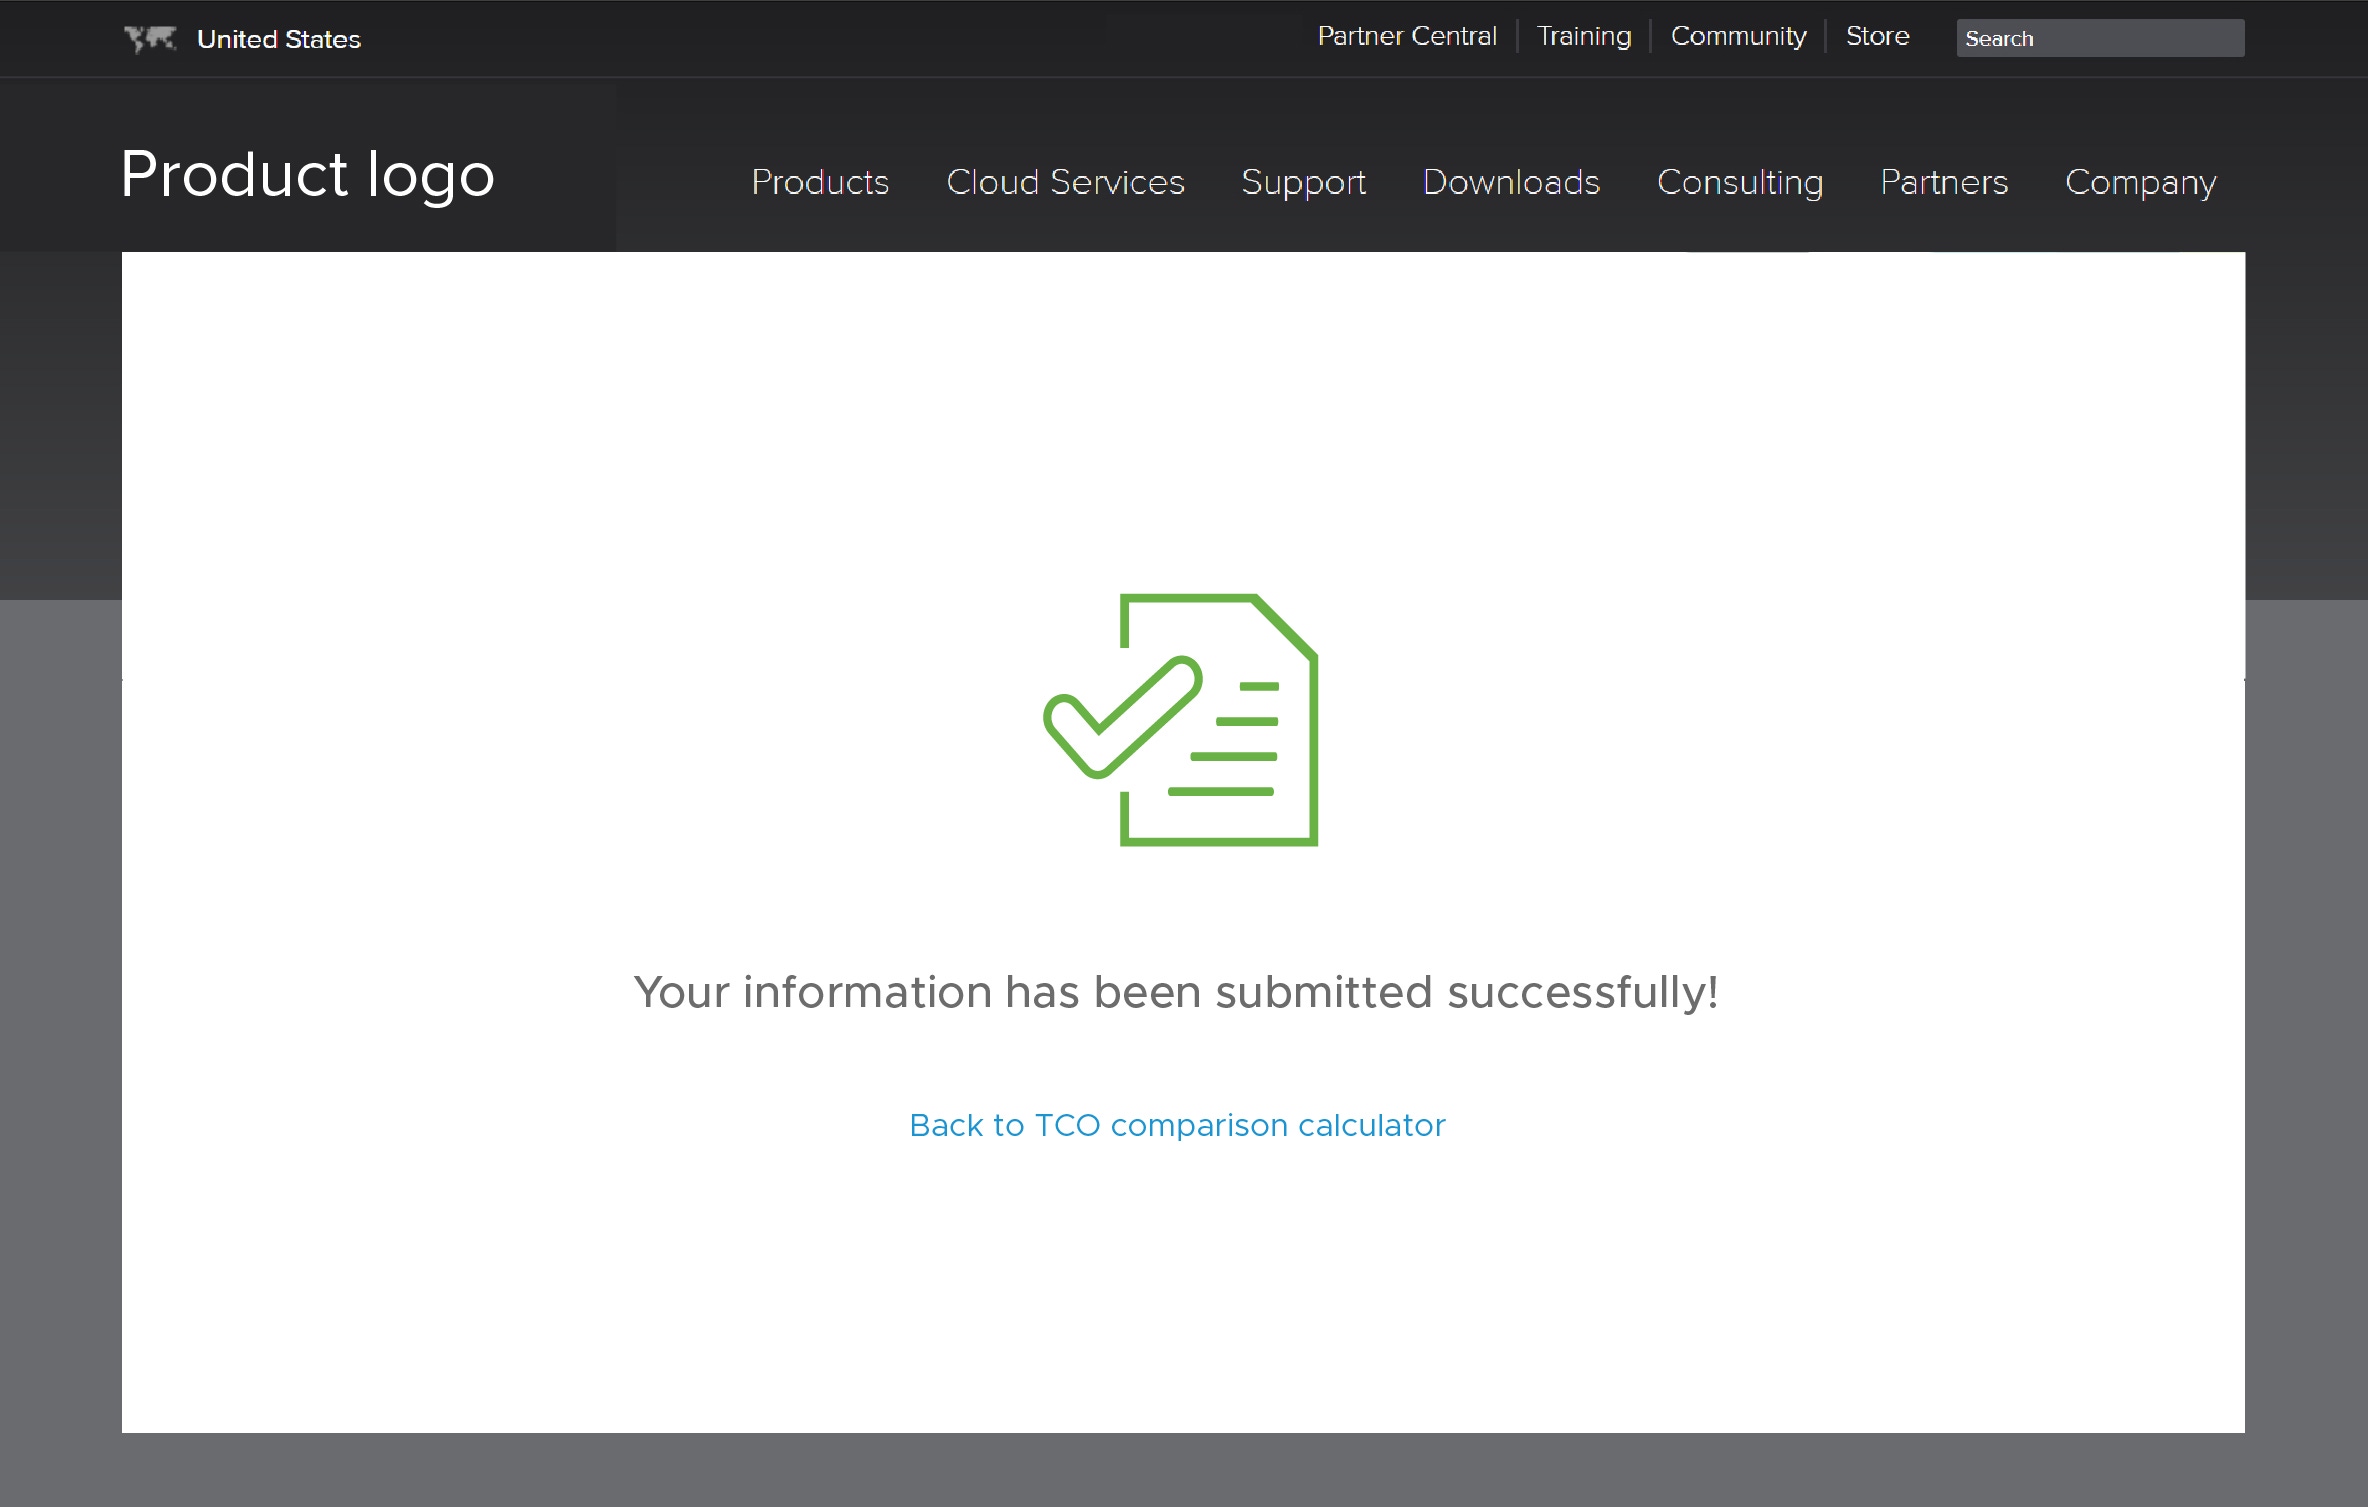 United States
Partner Central
Training
Community
Store
Search
Product logo
Products
Cloud Services
Support
Downloads
Consulting
Partners
Company
Your information has been submitted successfully!
Back to TCO comparison calculator